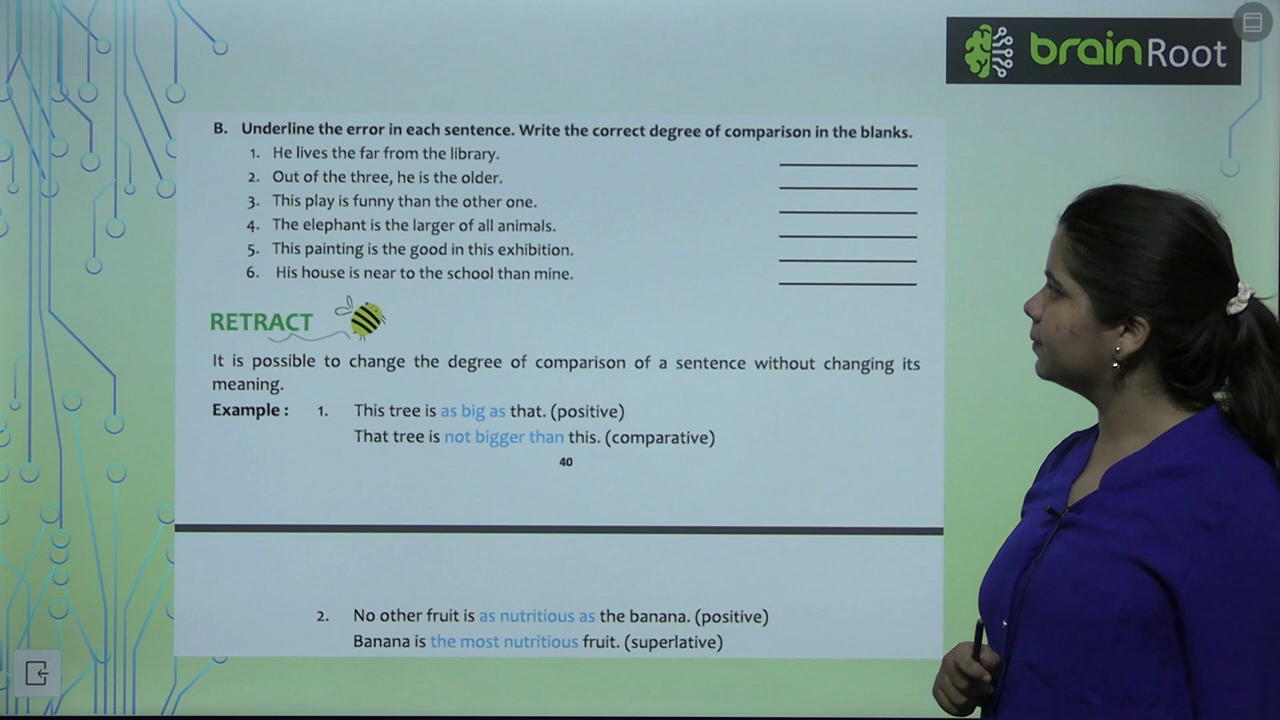 brainRoot
B. Underline the error in each sentence. Write the correct degree of comparison in the blanks.
1. He lives the far from the library.
2. Out of the three, he is the older.
3. This play is funny than the other one.
4. The elephant is the larger of all animals.
5. This painting is the good in this exhibition.
6. His house is near to the school than mine.
RETRACT
It is possible to change the degree of comparison of a sentence without changing its
meaning.
Example : 1. This tree is as big as that. (positive)
That tree is not bigger than this. (comparative)
40
2. No other fruit is as nutritious as the banana. (positive)
Banana is the most nutritious fruit. (superlative)